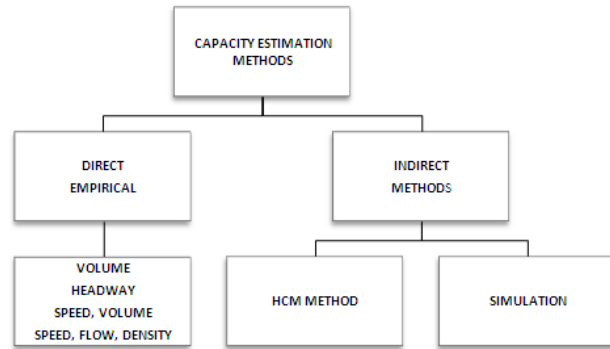 CAPACITY ESTIMATION
METHODS
DIRECT
EMPIRICAL
INDIRECT
METHODS
VOLUME
HEADWAY
SPEED, VOLUME
SPEED, FLOW, DENSITY
HCM METHOD
SIMULATION